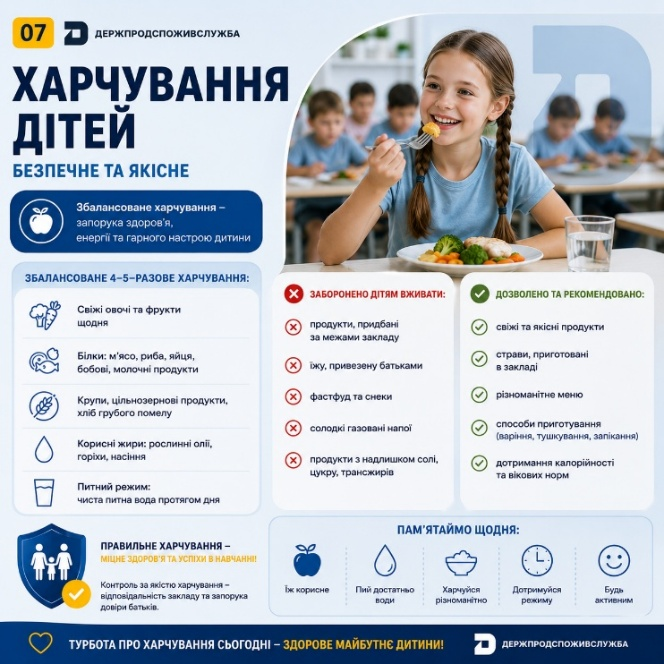 07
ДЕРЖПРОДСПОЖИВСЛУЖБА
ХАРЧУВАННЯ
ДІТЕЙ
БЕЗПЕЧНЕ ТА ЯКІСНЕ
Збалансоване харчування –
запорука здоров'я,
енергії та гарного настрою дитини
ЗБАЛАНСОВАНЕ 4–5–РАЗОВЕ ХАРЧУВАННЯ:
Свіжі овочі та фрукти
щодня
Білки: м'ясо, риба, яйця,
бобові, молочні продукти
Крупи, цільнозернові продукти,
хліб грубого помелу
Корисні жири: рослинні олії,
горіхи, насіння
Питний режим:
чиста питна вода протягом дня
ЗАБОРОНЕНО ДІТЯМ ВЖИВАТИ:
продукти, придбані
за межами закладу
їжу, привезену батьками
фастфуд та снеки
солодкі газовані напої
продукти з надлишком солі,
цукру, трансжирів
ДОЗВОЛЕНО ТА РЕКОМЕНДОВАНО:
свіжі та якісні продукти
страви, приготовані
в закладі
різноманітне меню
способи приготування
(варіння, тушкування, запікання)
дотримання калорійності
та вікових норм
ПРАВИЛЬНЕ ХАРЧУВАННЯ –
МІЦНЕ ЗДОРОВ'Я ТА УСПІХИ В НАВЧАННІ!
Контроль за якістю харчування –
відповідальність закладу та запорука
довіри батьків.
ПАМ'ЯТАЙМО ЩОДНЯ:
Їж корисне
Пий достатньо
води
Харчуйся
різноманітно
Дотримуйся
режиму
Будь
активним
ТУРБОТА ПРО ХАРЧУВАННЯ СЬОГОДНІ – ЗДОРОВЕ МАЙБУТНЄ ДИТИНИ!
ДЕРЖПРОДСПОЖИВСЛУЖБА